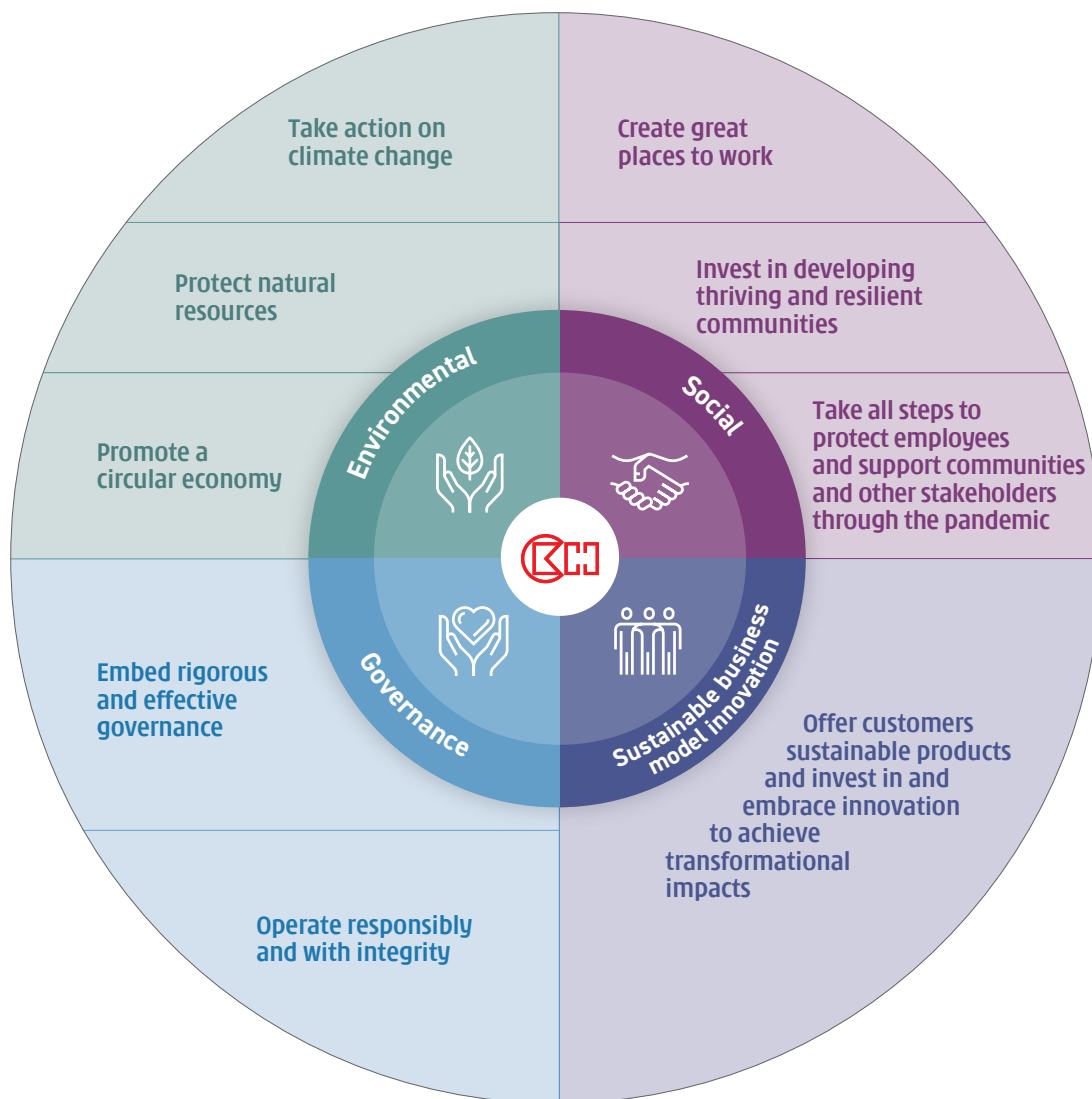 Take action on
climate change
Protect natural
resources
Promote a
circular economy
Create great
places to work
Invest in developing
thriving and resilient
communities
Take all steps to
protect employees
and support communities
and other stakeholders
through the pandemic
Environmental
Social
CKH
Governance
Sustainable business
model innovation
Embed rigorous
and effective
governance
Operate responsibly
and with integrity
Offer customers
sustainable products
and invest in and
embrace innovation
to achieve
transformational
impacts